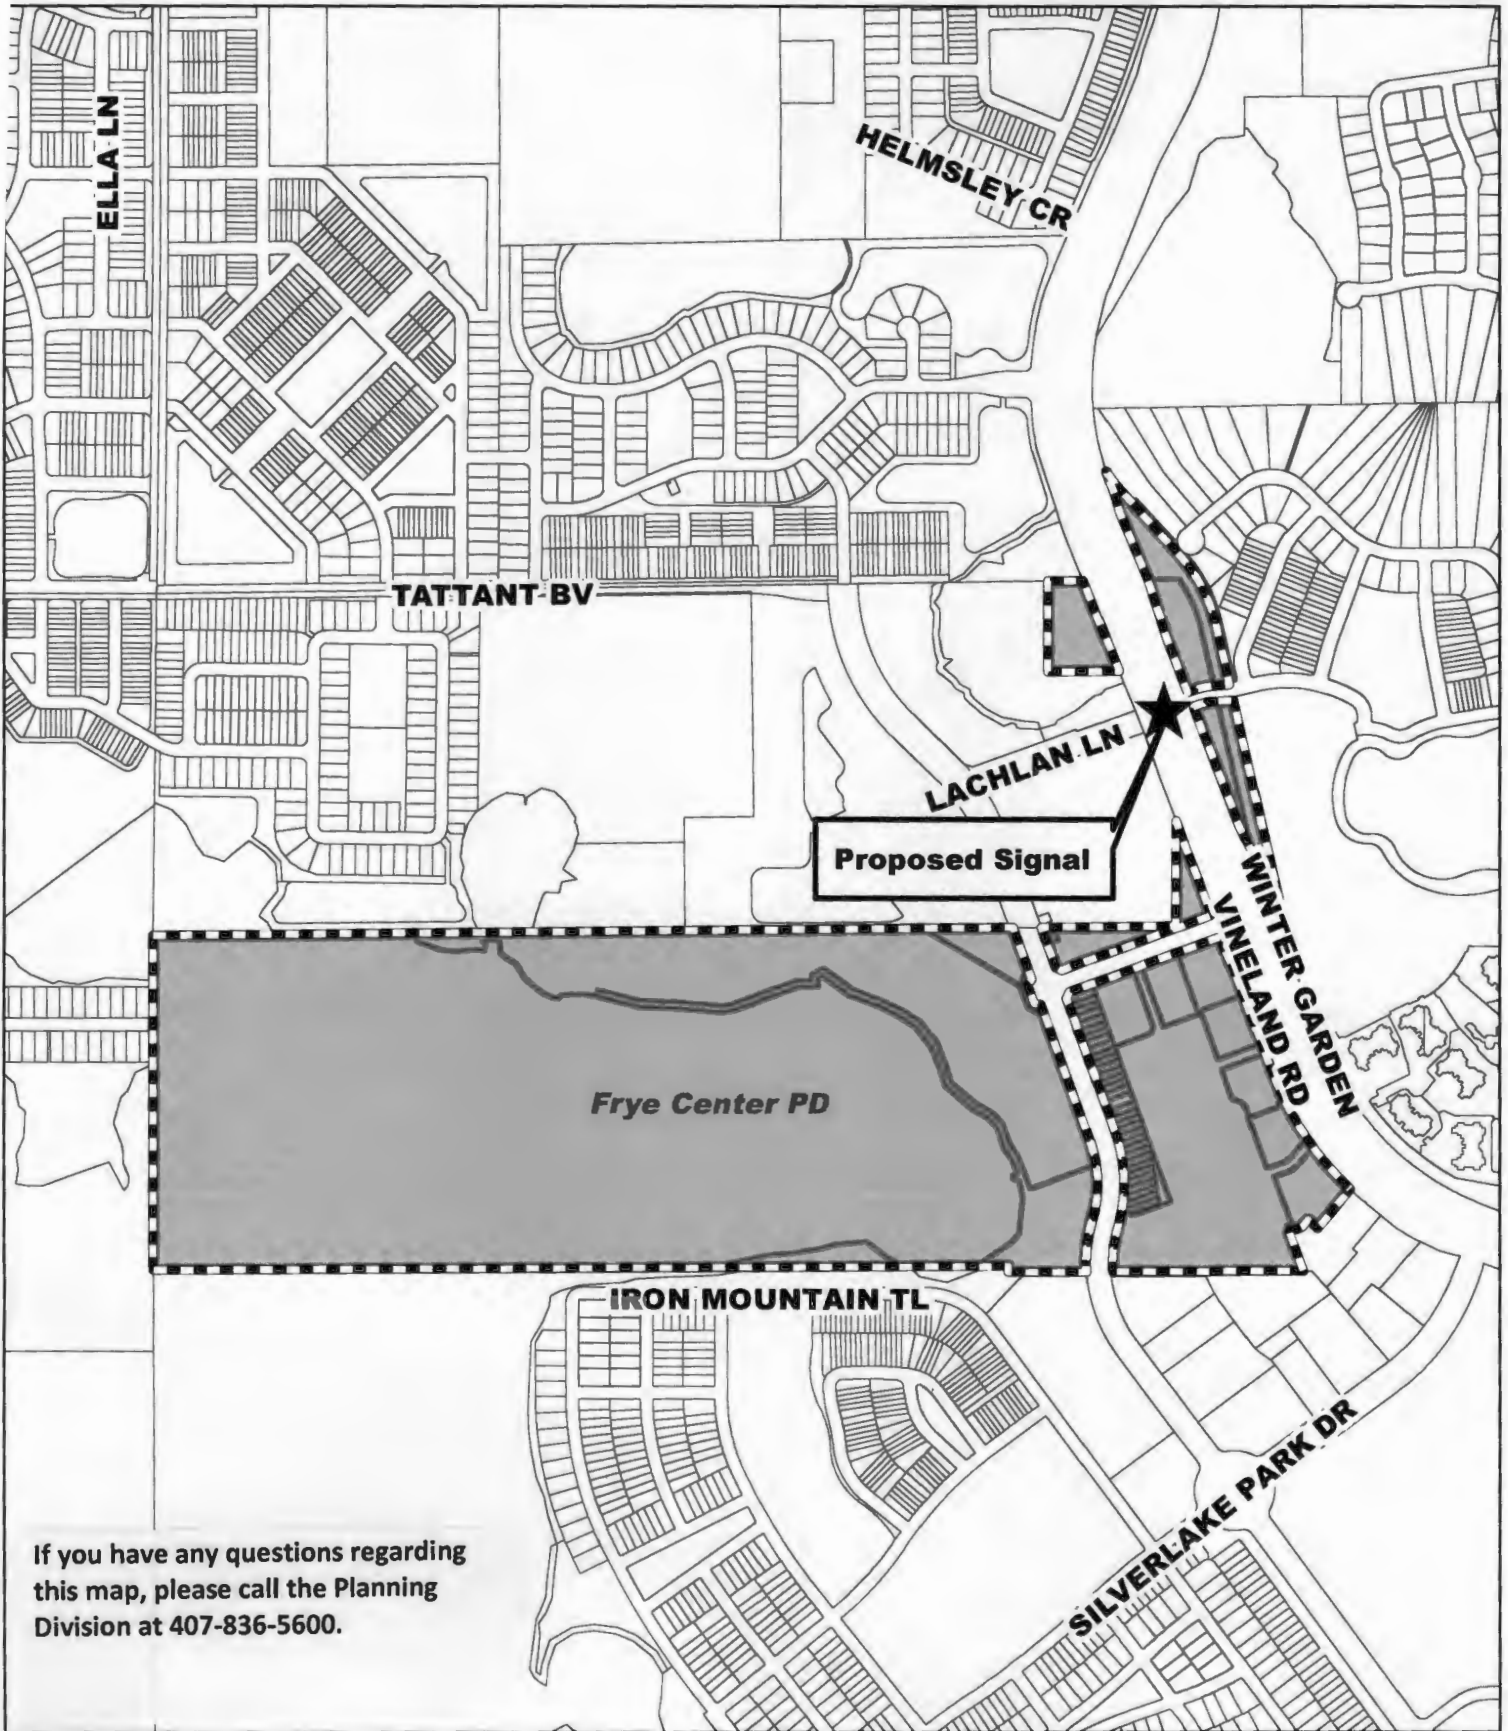 ELLA LN
HELMSLEY CR
TATTANT BV
LACHLAN LN
Proposed Signal
WINTER GARDEN
VINELAND RD
Frye Center PD
IRON MOUNTAIN TL
SILVERLAKE PARK DR
If you have any questions regarding
this map, please call the Planning
Division at 407-836-5600.